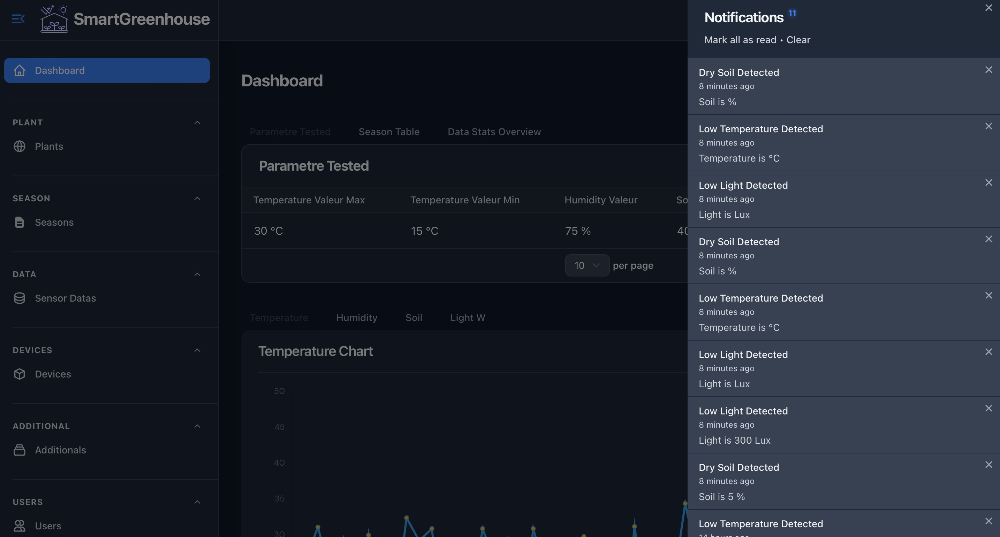 SmartGreenhouse
Dashboard
PLANT
Plants
SEASON
Seasons
DATA
Sensor Datas
DEVICES
Devices
ADDITIONAL
Additionals
USERS
Users
Dashboard
Parametre Tested Season Table Data Stats Overview
Parametre Tested
Temperature Valeur Max Temperature Valeur Min Humidity Valeur So
30 °C 15 °C 75 % 40
10 per page
Temperature Humidity Soil Light W
Temperature Chart
50
45
40
35
30
Notifications 11
Mark all as read • Clear
Dry Soil Detected
8 minutes ago
Soil is %
Low Temperature Detected
8 minutes ago
Temperature is °C
Low Light Detected
8 minutes ago
Light is Lux
Dry Soil Detected
8 minutes ago
Soil is %
Low Temperature Detected
8 minutes ago
Temperature is °C
Low Light Detected
8 minutes ago
Light is Lux
Low Light Detected
8 minutes ago
Light is 300 Lux
Dry Soil Detected
8 minutes ago
Soil is 5 %
Low Temperature Detected
14 hours ago